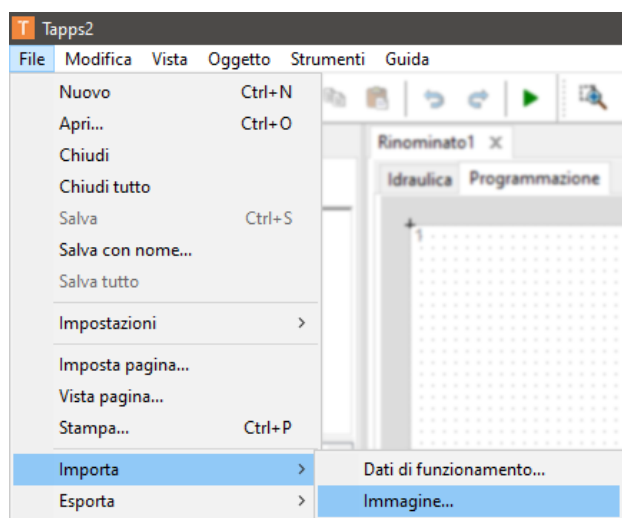 T Tapps2
File Modifica Vista Oggetto Strumenti Guida
Nuovo Ctrl+N
Apri... Ctrl+O
Chiudi
Chiudi tutto
Salva Ctrl+S
Salva con nome...
Salva tutto
Impostazioni >
Imposta pagina...
Vista pagina...
Stampa... Ctrl+P
Importa >
Esporta >
Dati di funzionamento...
Immagine...
Rinominato1 X
Idraulica Programmazione
1